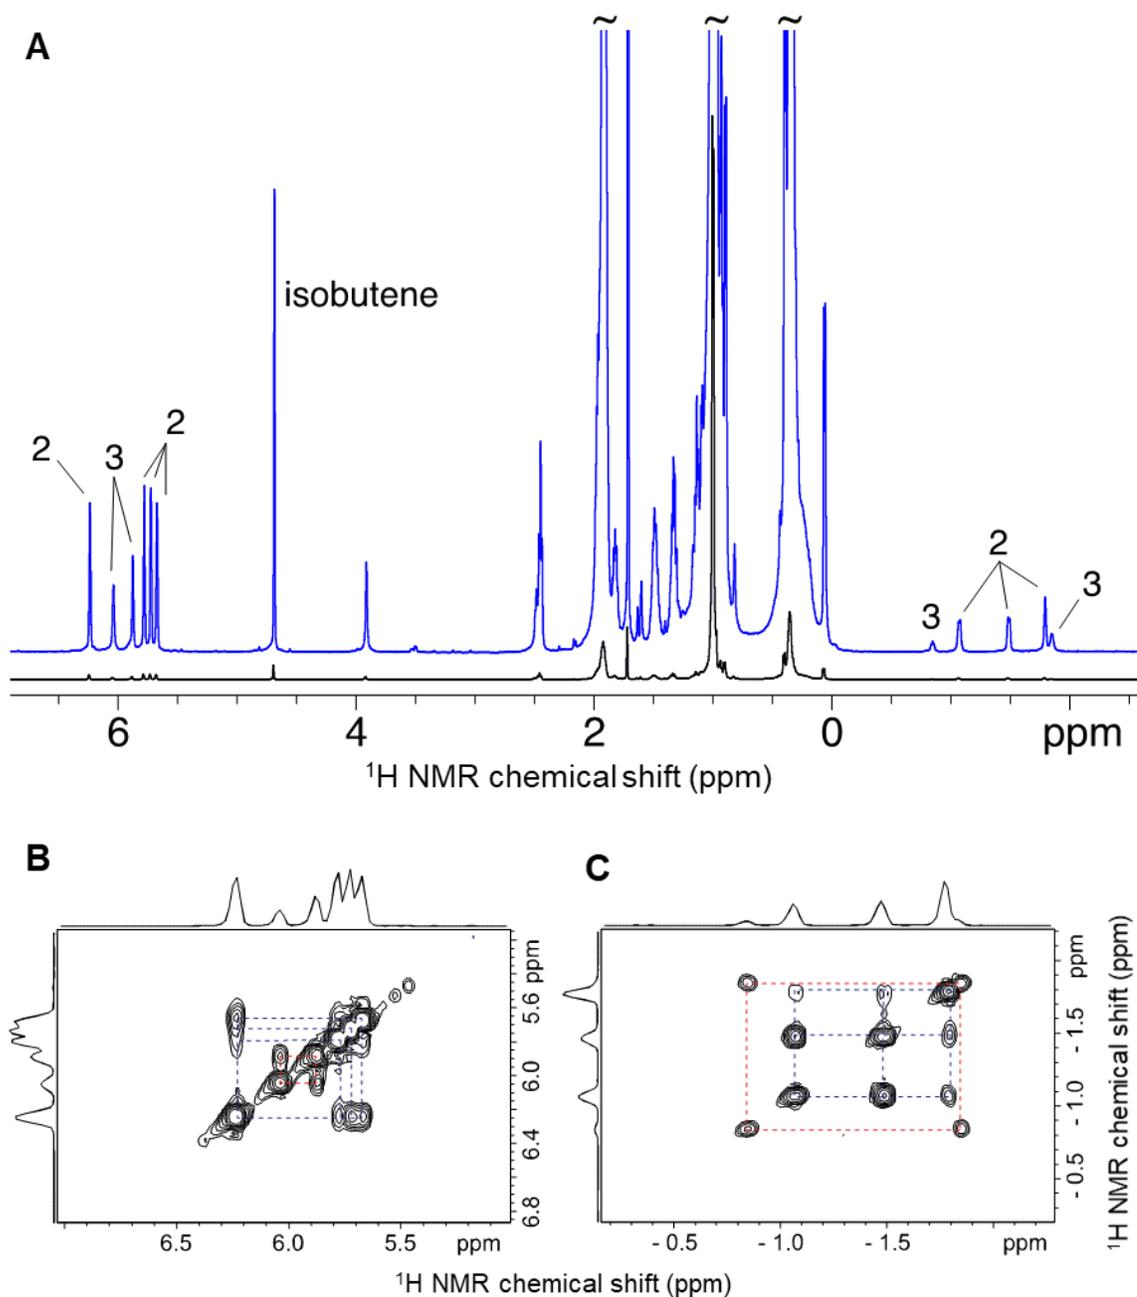 ~ ~ ~
A
isobutene
2 3 2
2
3 3
6 4 2 0 ppm
¹H NMR chemical shift (ppm)
B
C
5.6 ppm
6.0
6.4
6.8
6.5 6.0 5.5 ppm
ppm
- 1.5
- 1.0
- 0.5
- 0.5 - 1.0 - 1.5 ppm
¹H NMR chemical shift (ppm)
¹H NMR chemical shift (ppm)